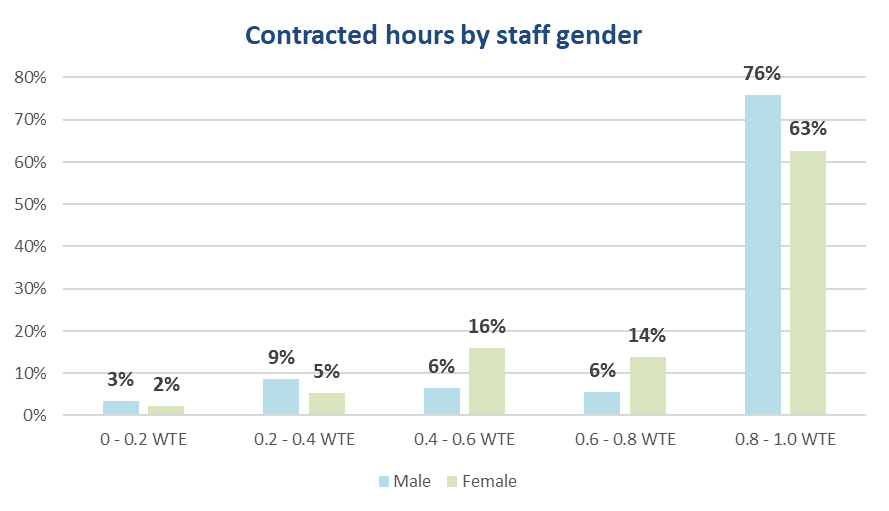 Contracted hours by staff gender
80%
70%
60%
50%
40%
30%
20%
10%
0%
3%
2%
9%
5%
6%
16%
6%
14%
76%
63%
0 - 0.2 WTE
0.2 - 0.4 WTE
0.4 - 0.6 WTE
0.6 - 0.8 WTE
0.8 - 1.0 WTE
Male
Female